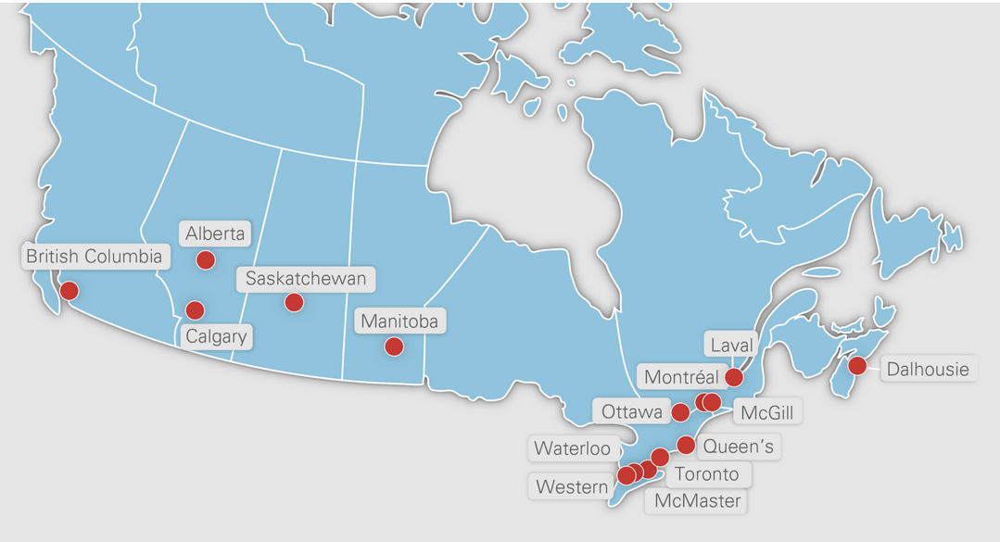 Alberta
British Columbia
Saskatchewan
Calgary
Manitoba
Laval
Dalhousie
Montréal
Ottawa
McGill
Queen's
Waterloo
Toronto
Western
McMaster